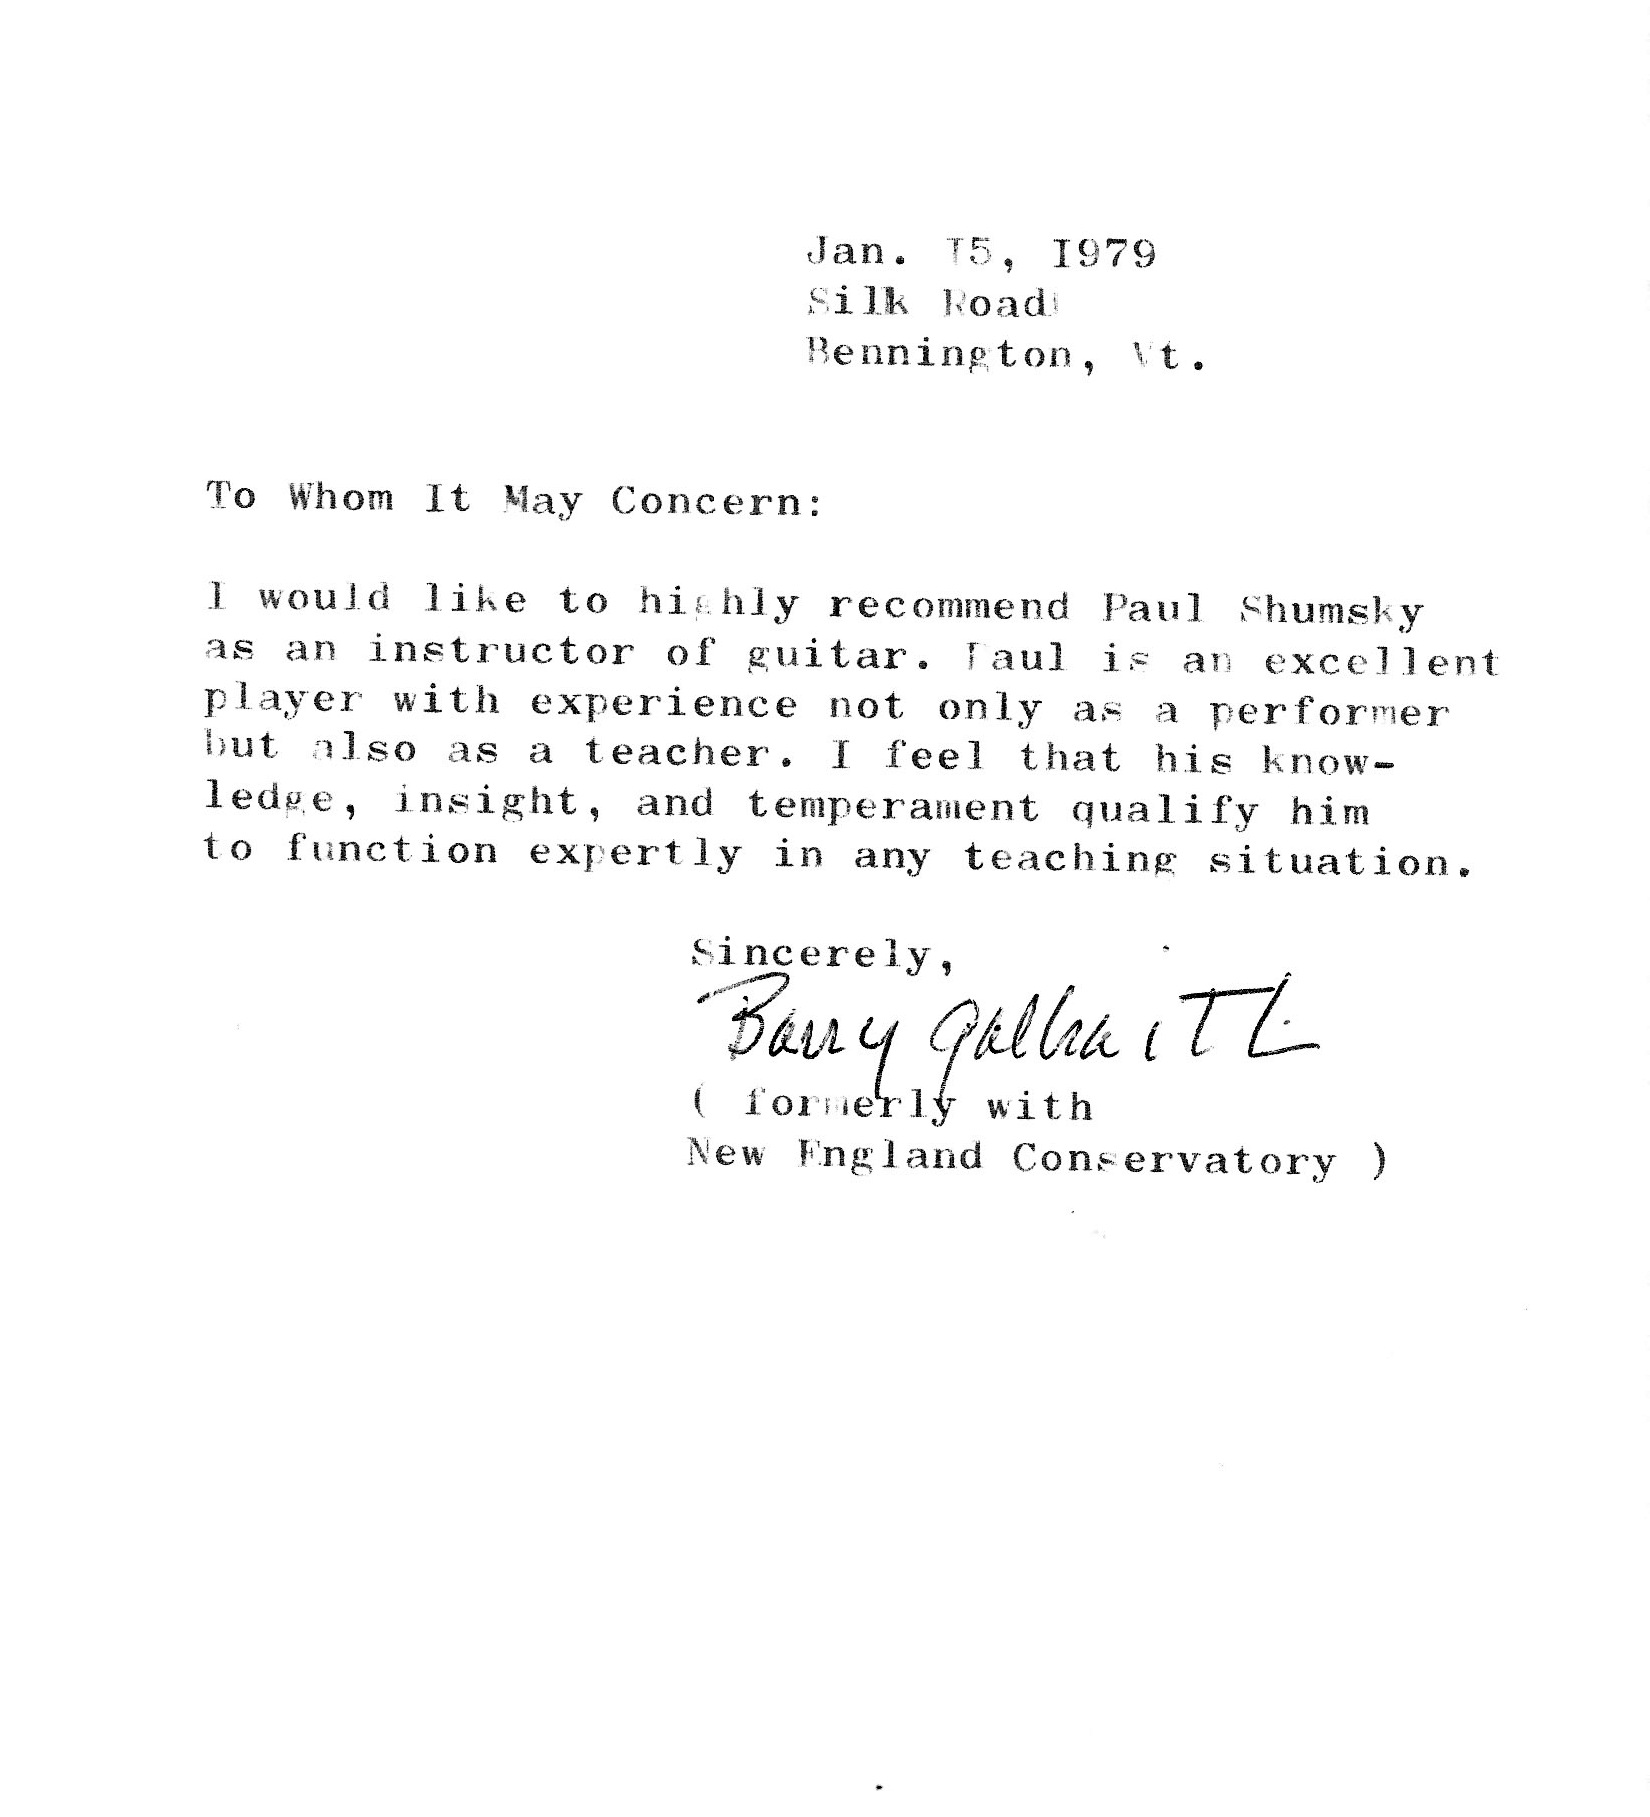 Jan. I5, I979
Silk Road
Bennington, Vt.
To Whom It May Concern:
I would like to highly recommend Paul Shumsky
as an instructor of guitar. Paul is an excellent
player with experience not only as a performer
but also as a teacher. I feel that his know-
ledge, insight, and temperament qualify him
to function expertly in any teaching situation.
Sincerely,
Barry Galbraith
( formerly with
New England Conservatory )